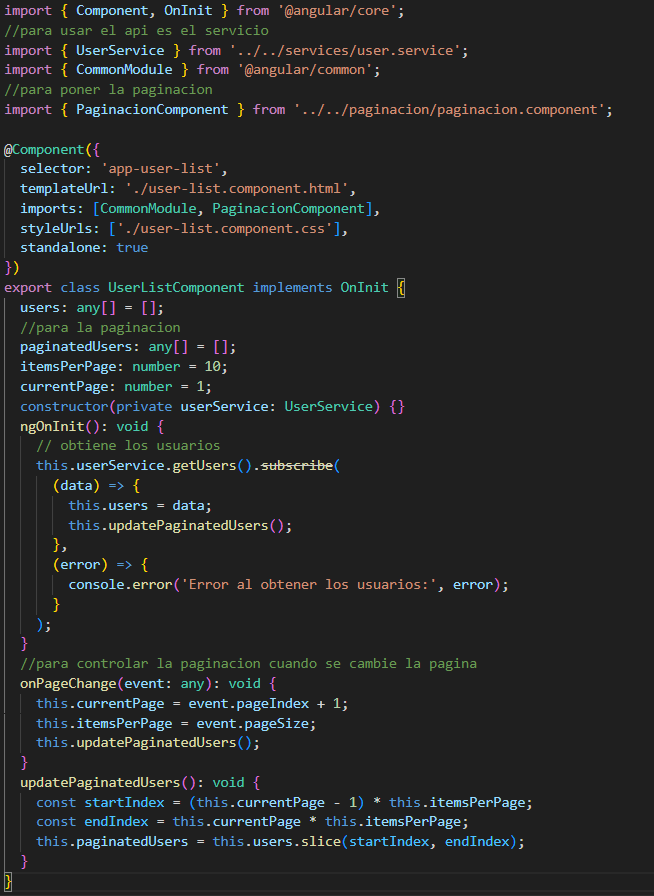 import { Component, OnInit } from '@angular/core';
//para usar el api es el servicio
import { UserService } from '../../services/user.service';
import { CommonModule } from '@angular/common';
//para poner la paginacion
import { PaginacionComponent } from '../../paginacion/paginacion.component';

@Component({
  selector: 'app-user-list',
  templateUrl: './user-list.component.html',
  imports: [CommonModule, PaginacionComponent],
  styleUrls: ['./user-list.component.css'],
  standalone: true
})
export class UserListComponent implements OnInit {
  users: any[] = [];
  //para la paginacion
  paginatedUsers: any[] = [];
  itemsPerPage: number = 10;
  currentPage: number = 1;
  constructor(private userService: UserService) {}
  ngOnInit(): void {
    // obtiene los usuarios
    this.userService.getUsers().subscribe(
      (data) => {
        this.users = data;
        this.updatePaginatedUsers();
      },
      (error) => {
        console.error('Error al obtener los usuarios:', error);
      }
    );
  }
  //para controlar la paginacion cuando se cambie la pagina
  onPageChange(event: any): void {
    this.currentPage = event.pageIndex + 1;
    this.itemsPerPage = event.pageSize;
    this.updatePaginatedUsers();
  }
  updatePaginatedUsers(): void {
    const startIndex = (this.currentPage - 1) * this.itemsPerPage;
    const endIndex = this.currentPage * this.itemsPerPage;
    this.paginatedUsers = this.users.slice(startIndex, endIndex);
  }
}